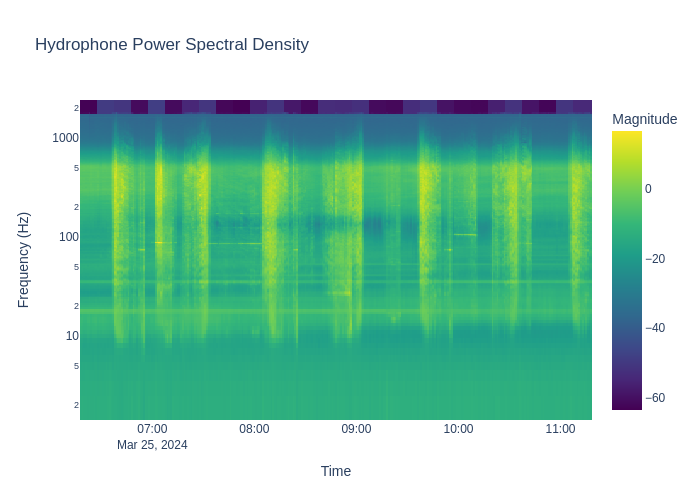 Hydrophone Power Spectral Density
Magnitude
2
1000
5
2
100
5
2
10
5
2
Frequency (Hz)
0
−20
−40
−60
07:00 08:00 09:00 10:00 11:00
Mar 25, 2024
Time